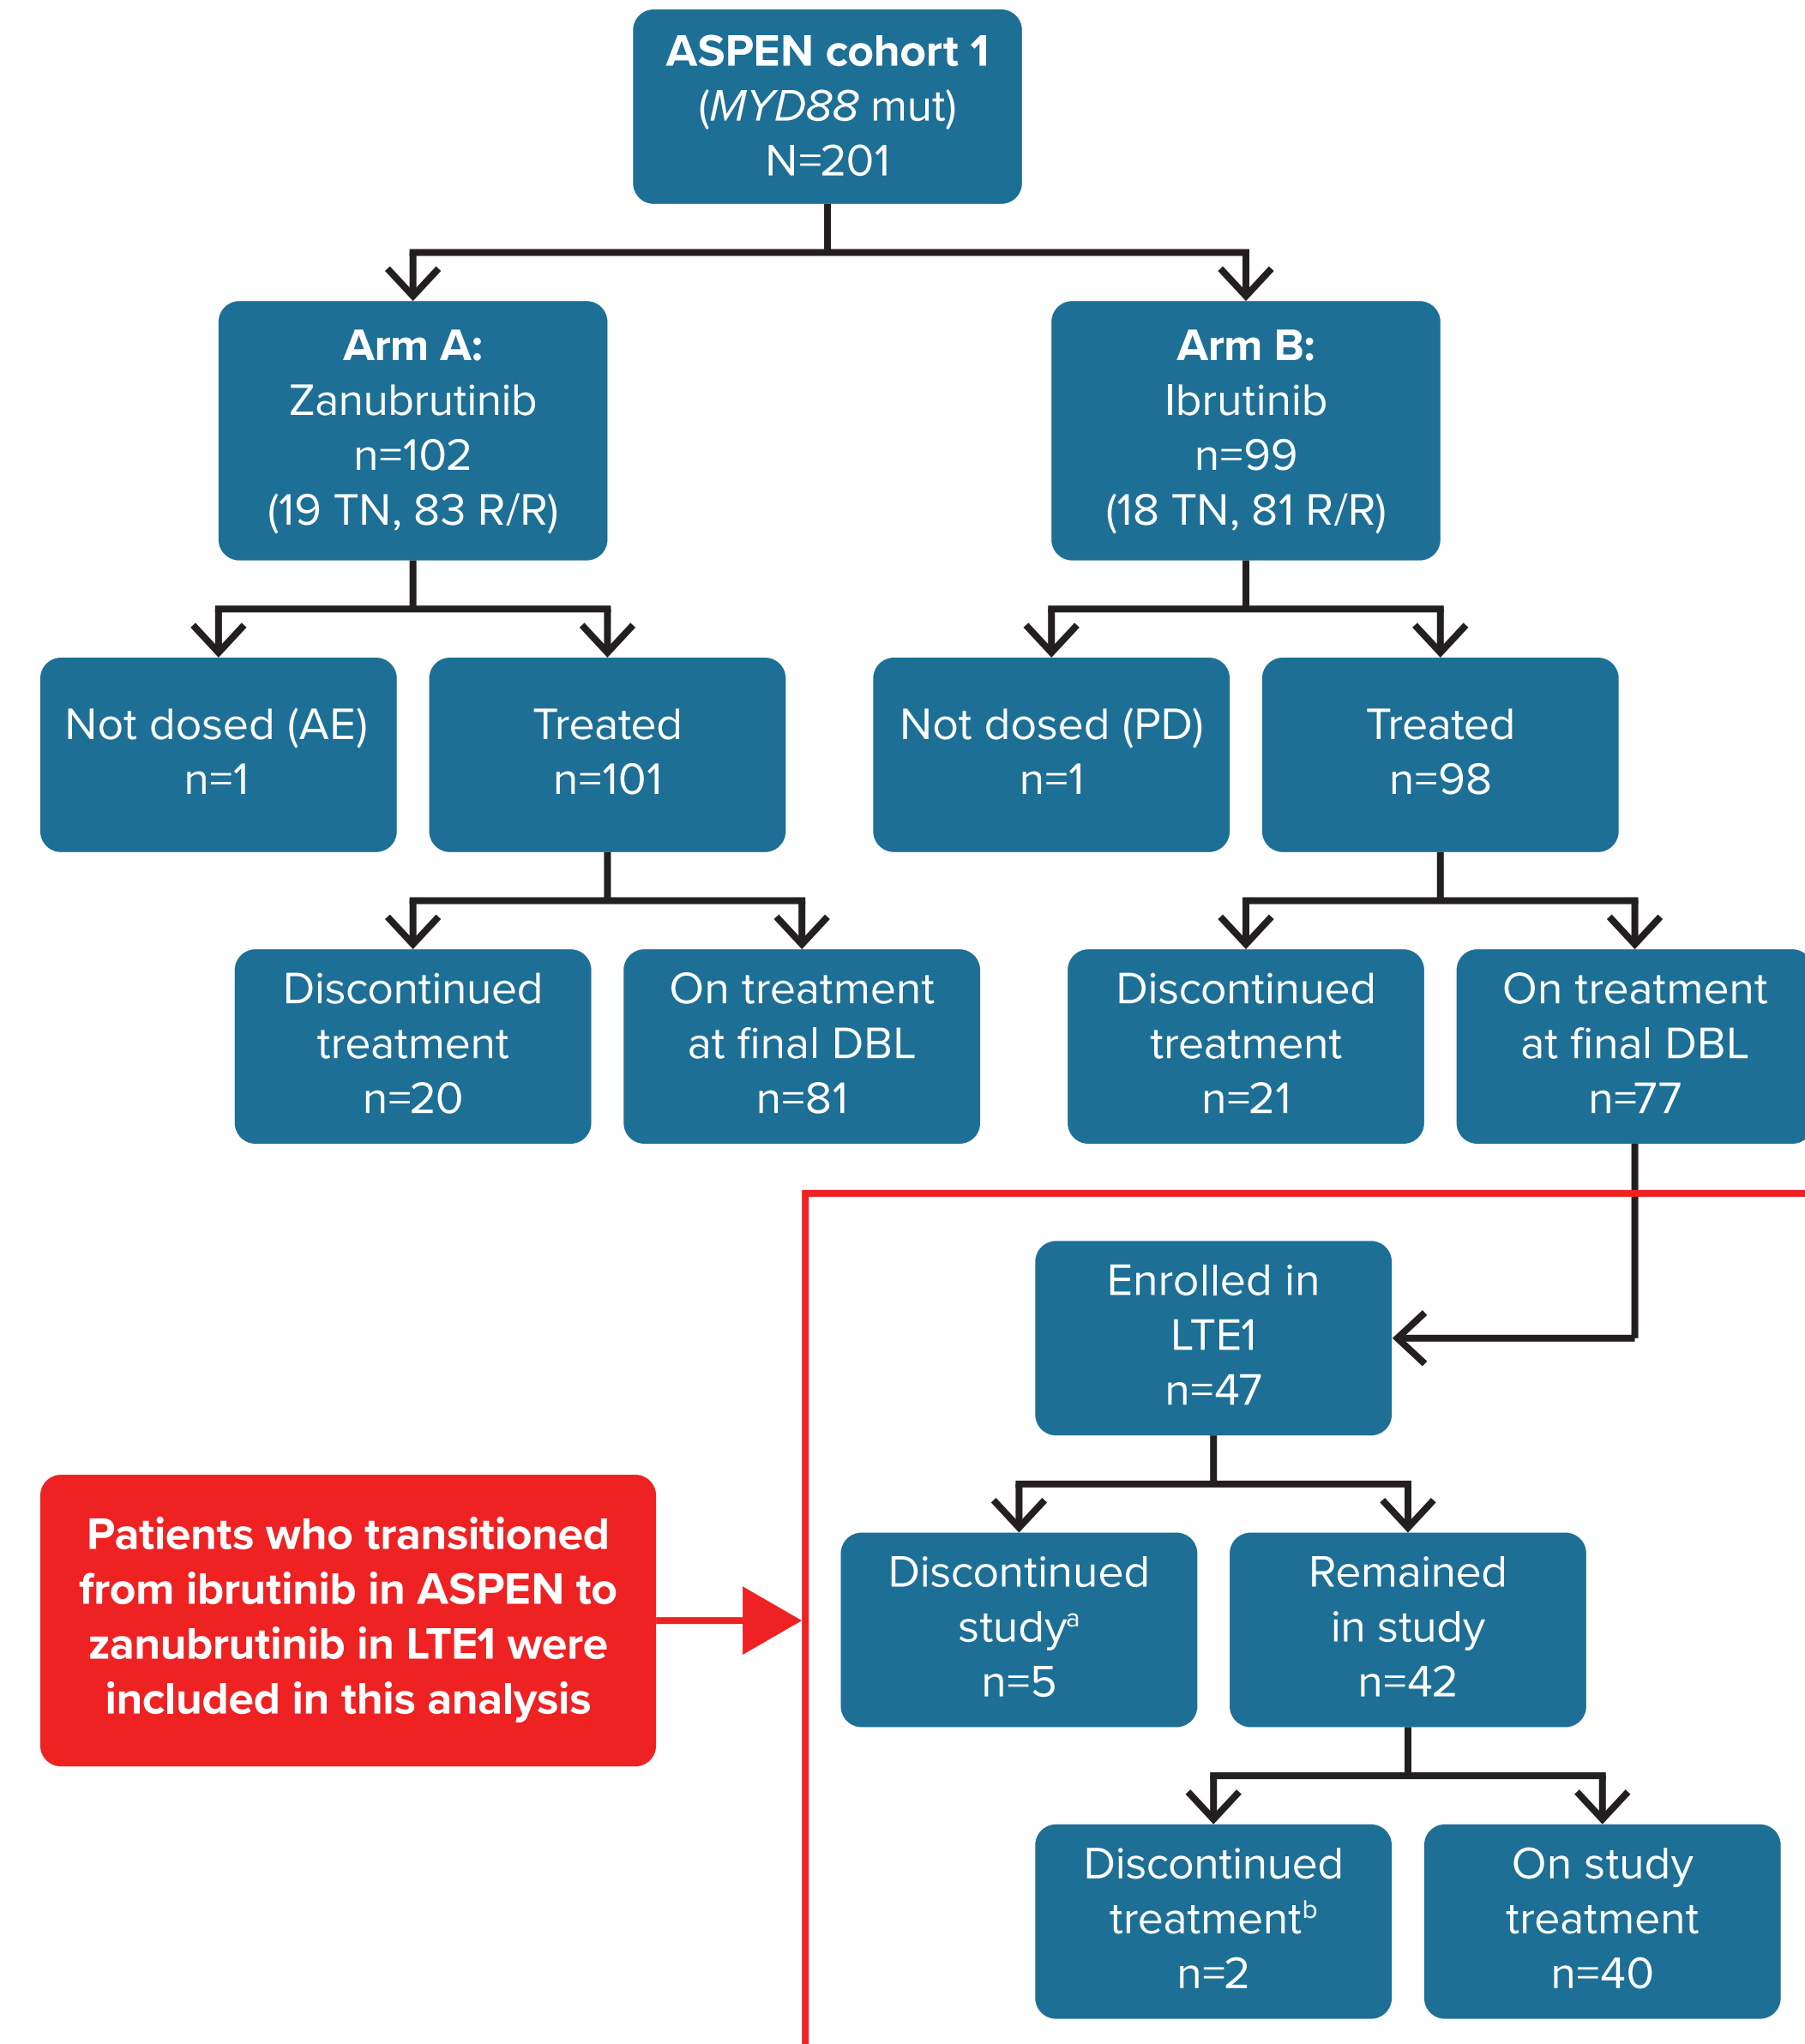 ASPEN cohort 1
(MYD88 mut)
N=201
Arm A:
Zanubrutinib
n=102
(19 TN, 83 R/R)
Arm B:
Ibrutinib
n=99
(18 TN, 81 R/R)
Not dosed (AE)
n=1
Treated
n=101
Not dosed (PD)
n=1
Treated
n=98
Discontinued
treatment
n=20
On treatment
at final DBL
n=81
Discontinued
treatment
n=21
On treatment
at final DBL
n=77
Enrolled in
LTE1
n=47
Patients who transitioned
from ibrutinib in ASPEN to
zanubrutinib in LTE1 were
included in this analysis
Discontinued
studyᵃ
n=5
Remained
in study
n=42
Discontinued
treatmentᵇ
n=2
On study
treatment
n=40